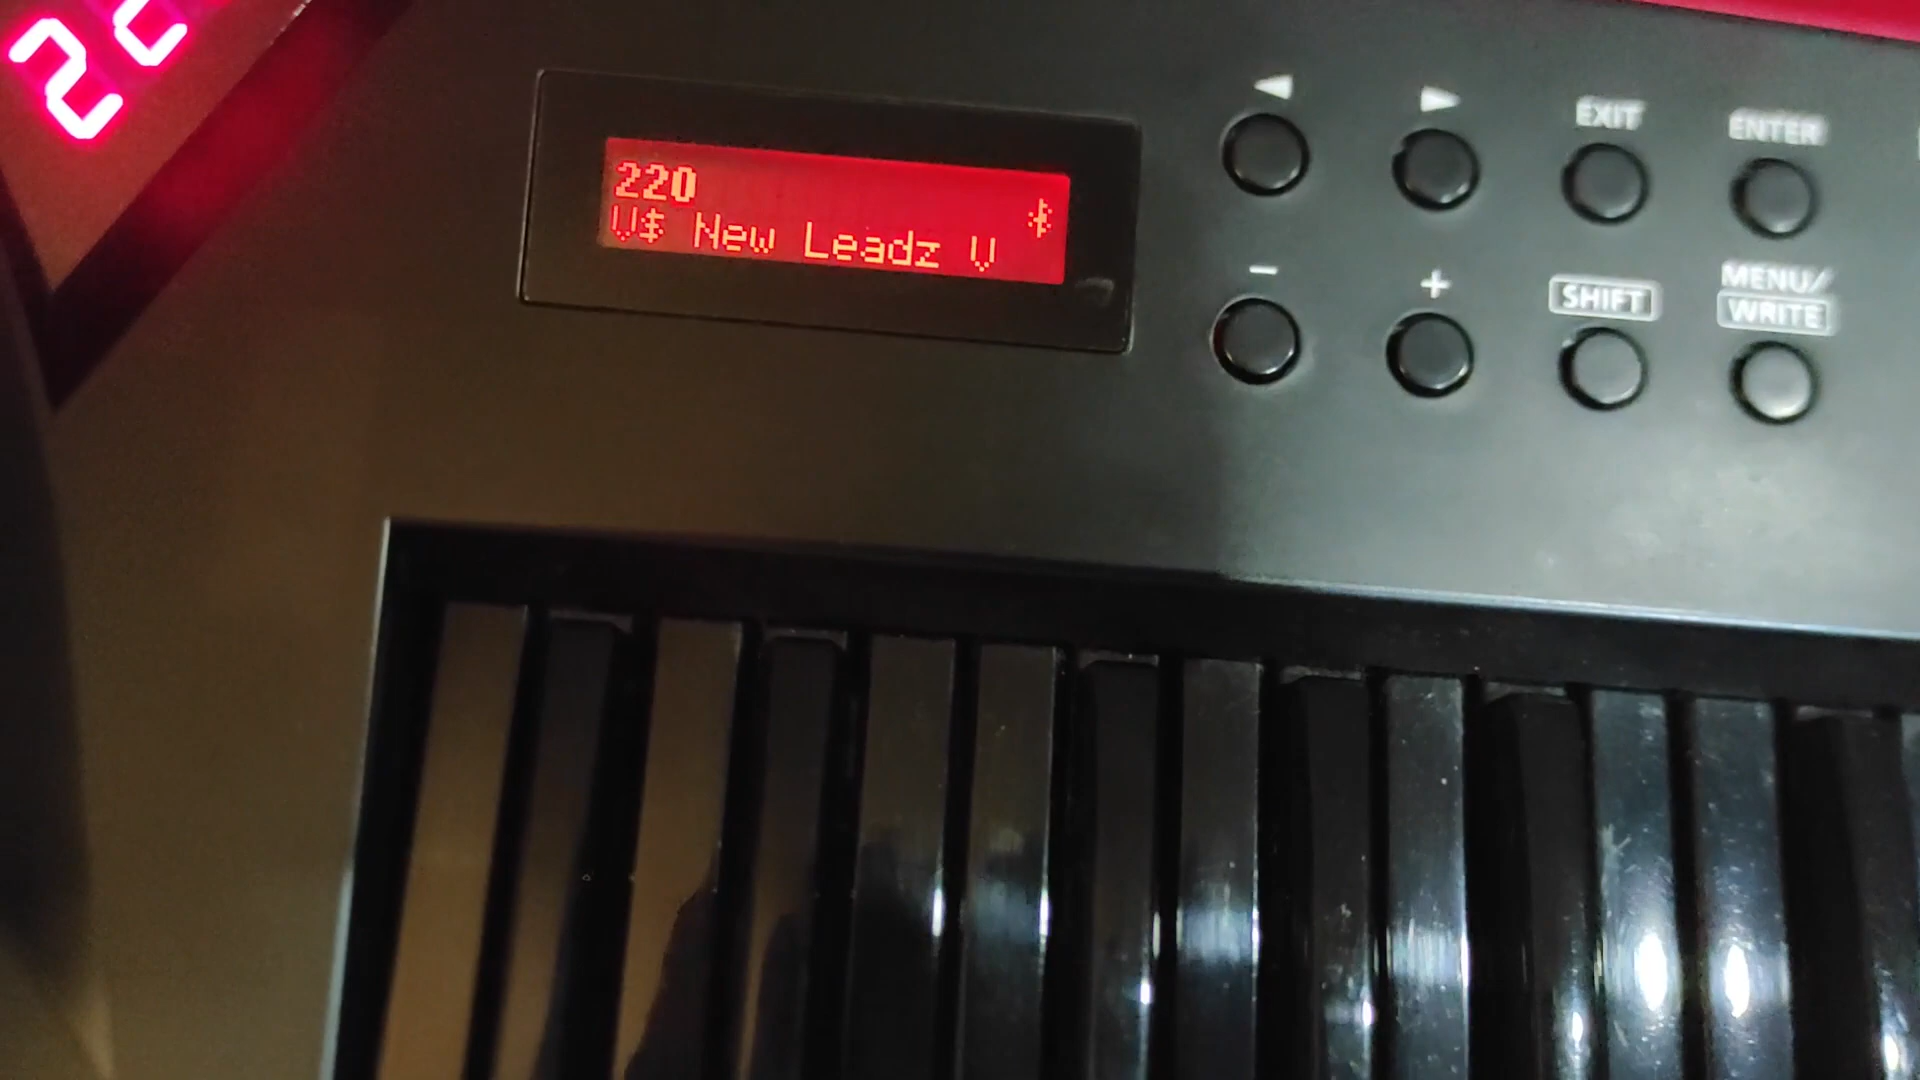 220
V$ New Leadz V
EXIT
ENTER
SHIFT
MENU/
WRITE